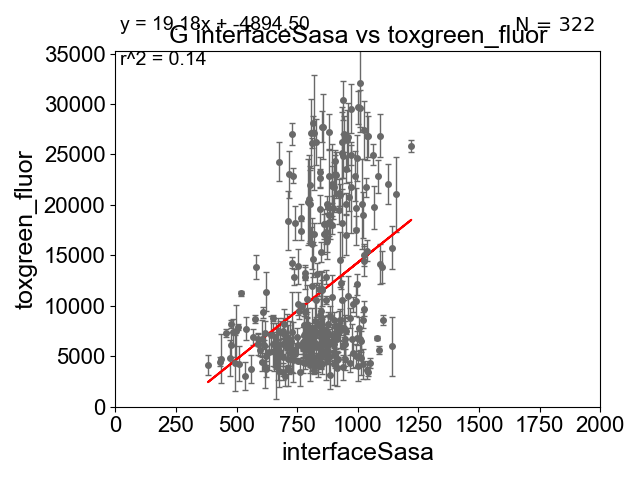 y = 19.18x + -4894.50
N = 322
G interfaceSasa vs toxgreen_fluor
r^2 = 0.14
35000
30000
25000
20000
15000
10000
5000
0
toxgreen_fluor
0 250 500 750 1000 1250 1500 1750 2000
interfaceSasa